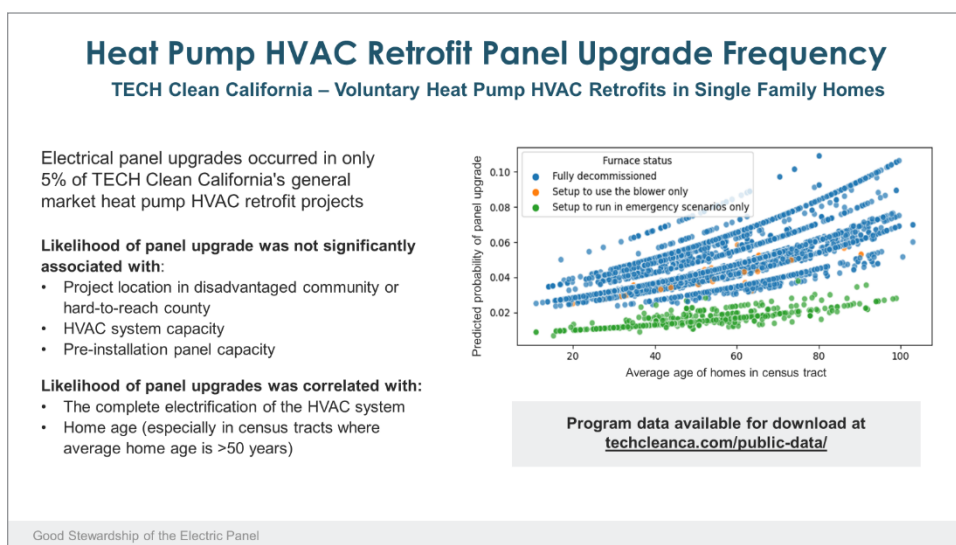 Heat Pump HVAC Retrofit Panel Upgrade Frequency
TECH Clean California – Voluntary Heat Pump HVAC Retrofits in Single Family Homes
Electrical panel upgrades occurred in only
5% of TECH Clean California's general
market heat pump HVAC retrofit projects
Likelihood of panel upgrade was not significantly
associated with:
• Project location in disadvantaged community or
hard-to-reach county
• HVAC system capacity
• Pre-installation panel capacity
Likelihood of panel upgrades was correlated with:
• The complete electrification of the HVAC system
• Home age (especially in census tracts where
average home age is >50 years)
Predicted probability of panel upgrade
0.10
0.08
0.06
0.04
0.02
Furnace status
Fully decommissioned
Setup to use the blower only
Setup to run in emergency scenarios only
20 40 60 80 100
Average age of homes in census tract
Program data available for download at
techcleanca.com/public-data/
Good Stewardship of the Electric Panel